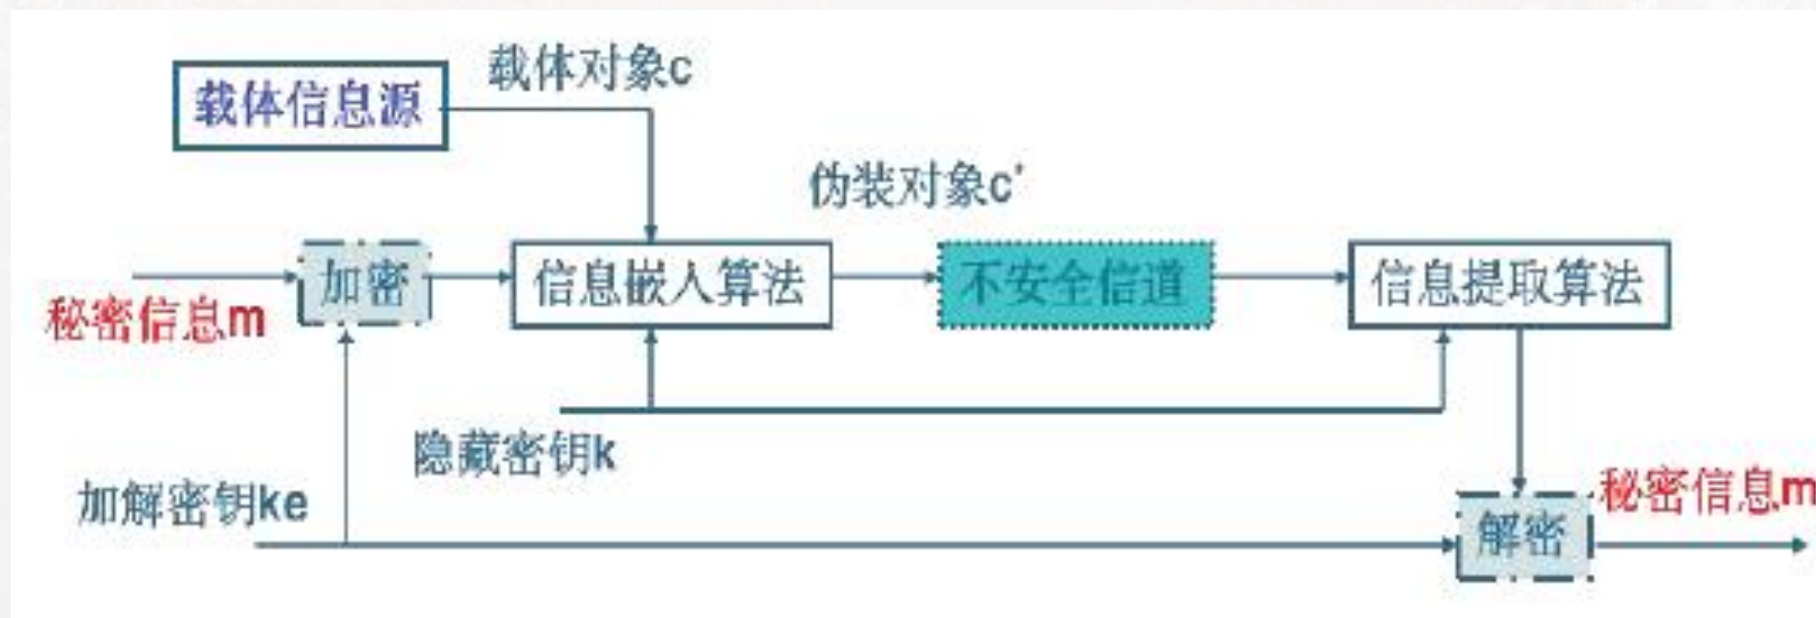 载体对象c
载体信息源
伪装对象c'
加密
信息嵌入算法
不安全信道
信息提取算法
秘密信息m
隐藏密钥k
加解密钥ke
秘密信息m
解密